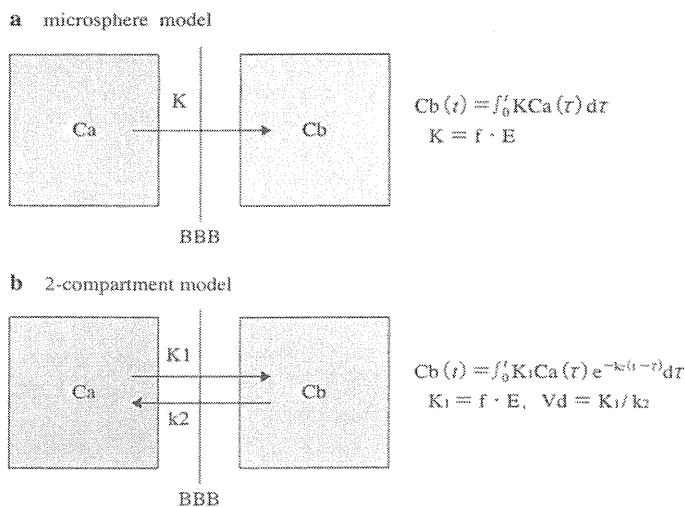 a microsphere model
K
Ca
Cb
BBB
Cb(t) = ∫₀ᵗ KCa(τ) dτ
K = f · E
b 2-compartment model
K1
Ca
Cb
k2
BBB
Cb(t) = ∫₀ᵗ K₁Ca(τ) e^{-k₂(t-τ)}dτ
K₁ = f · E, Vd = K₁/k₂